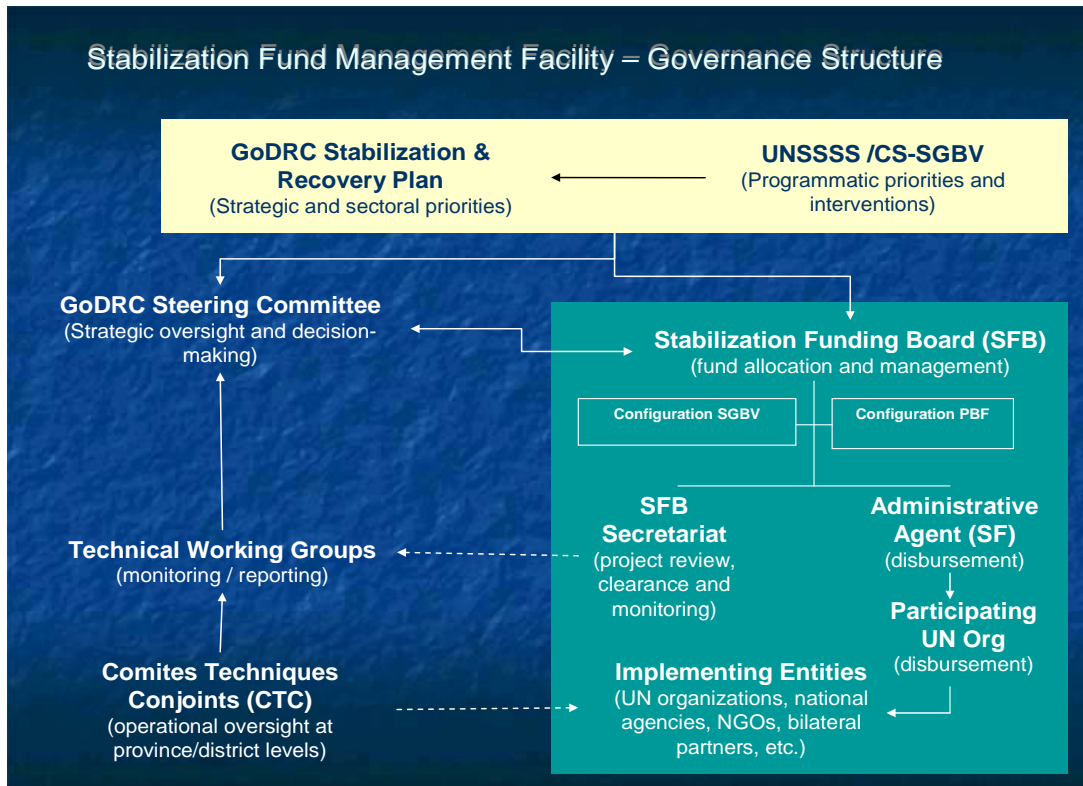 Stabilization Fund Management Facility – Governance Structure
GoDRC Stabilization &
Recovery Plan
(Strategic and sectoral priorities)
UNSSSS /CS-SGBV
(Programmatic priorities and
interventions)
GoDRC Steering Committee
(Strategic oversight and decision-
making)
Stabilization Funding Board (SFB)
(fund allocation and management)
Configuration SGBV
Configuration PBF
SFB
Secretariat
(project review,
clearance and
monitoring)
Administrative
Agent (SF)
(disbursement)
Technical Working Groups
(monitoring / reporting)
Participating
UN Org
(disbursement)
Comites Techniques
Conjoints (CTC)
(operational oversight at
province/district levels)
Implementing Entities
(UN organizations, national
agencies, NGOs, bilateral
partners, etc.)